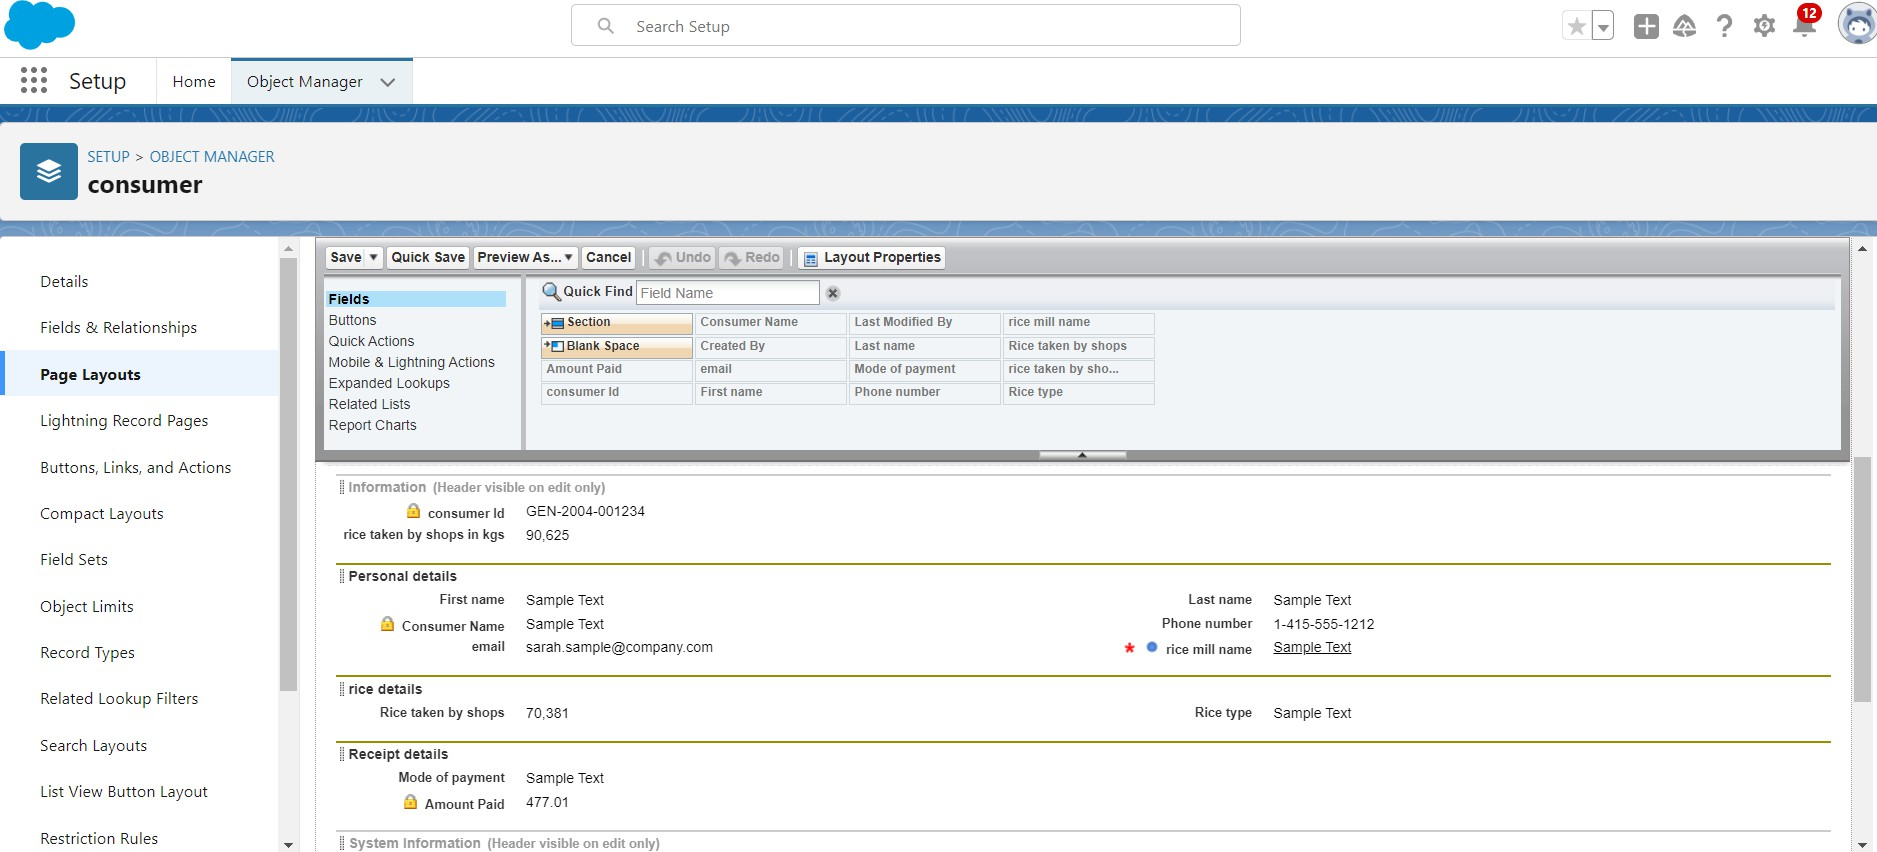 Search Setup
12
Setup
Home
Object Manager
SETUP > OBJECT MANAGER
consumer
Details
Fields & Relationships
Page Layouts
Lightning Record Pages
Buttons, Links, and Actions
Compact Layouts
Field Sets
Object Limits
Record Types
Related Lookup Filters
Search Layouts
List View Button Layout
Restriction Rules
Save Quick Save Preview As... Cancel Undo Redo Layout Properties
Fields
Buttons
Quick Actions
Mobile & Lightning Actions
Expanded Lookups
Related Lists
Report Charts
Quick Find Field Name
Section Consumer Name Last Modified By rice mill name
Blank Space Created By Last name Rice taken by shops
Amount Paid email Mode of payment rice taken by sho...
consumer Id First name Phone number Rice type
Information (Header visible on edit only)
consumer Id GEN-2004-001234
rice taken by shops in kgs 90,625
Personal details
First name Sample Text Last name Sample Text
Consumer Name Sample Text Phone number 1-415-555-1212
email sarah.sample@company.com * rice mill name Sample Text
rice details
Rice taken by shops 70,381 Rice type Sample Text
Receipt details
Mode of payment Sample Text
Amount Paid 477.01
System Information (Header visible on edit only)